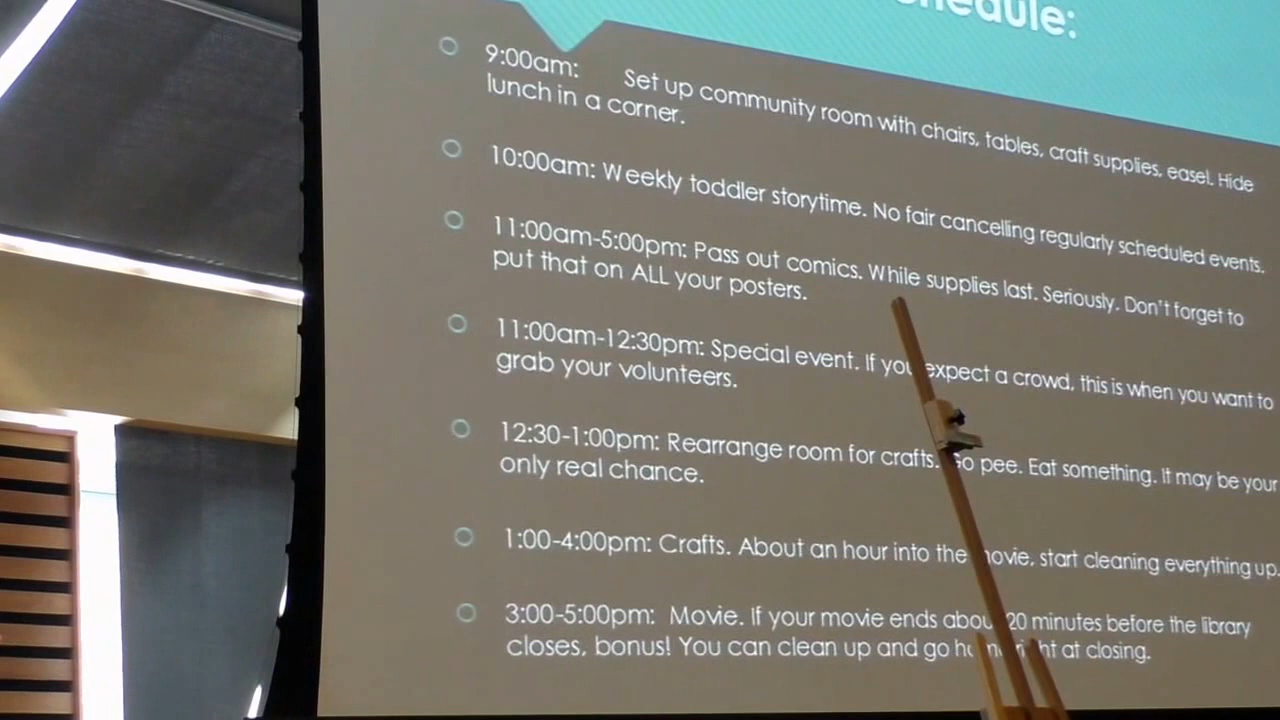 chedule:
9:00am: Set up community room with chairs, tables, craft supplies, easel. Hide
lunch in a corner.
10:00am: Weekly toddler storytime. No fair cancelling regularly scheduled events.
11:00am-5:00pm: Pass out comics. While supplies last. Seriously. Don't forget to
put that on ALL your posters.
11:00am-12:30pm: Special event. If you expect a crowd, this is when you want to
grab your volunteers.
12:30-1:00pm: Rearrange room for crafts. Go pee. Eat something. It may be your
only real chance.
1:00-4:00pm: Crafts. About an hour into the movie, start cleaning everything up.
3:00-5:00pm: Movie. If your movie ends about 20 minutes before the library
closes, bonus! You can clean up and go home right at closing.